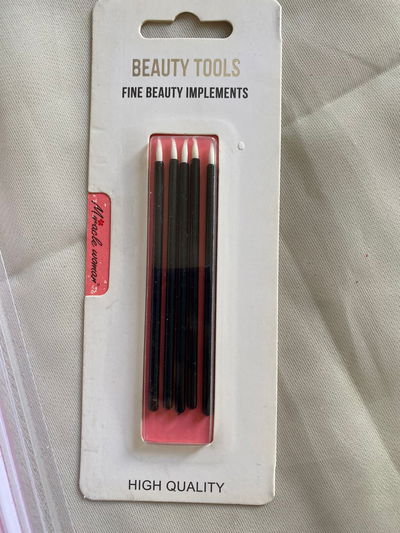 BEAUTY TOOLS
FINE BEAUTY IMPLEMENTS
Miracle woman
HIGH QUALITY